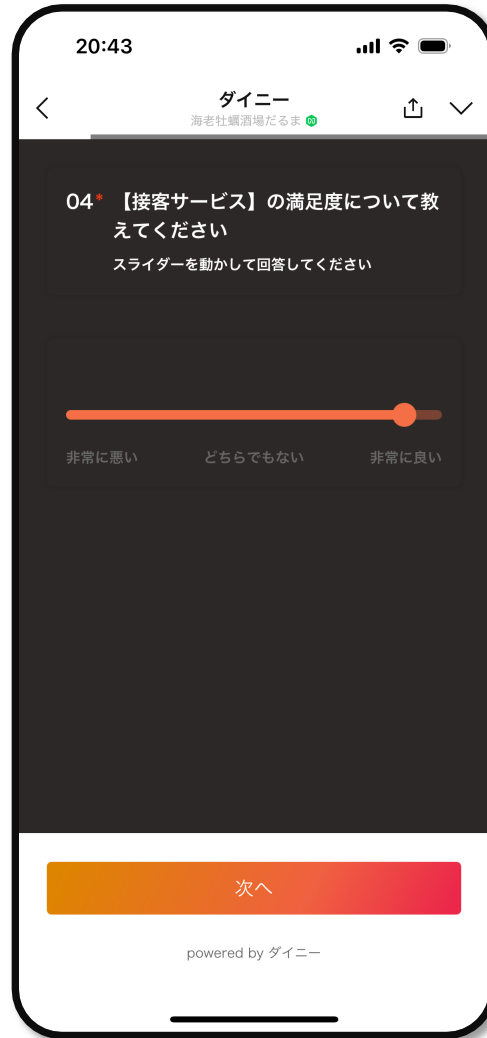 20:43
ダイニー
海老牡蠣酒場だるま
04* 【接客サービス】の満足度について教
えてください
スライダーを動かして回答してください
非常に悪い どちらでもない 非常に良い
次へ
powered by ダイニー